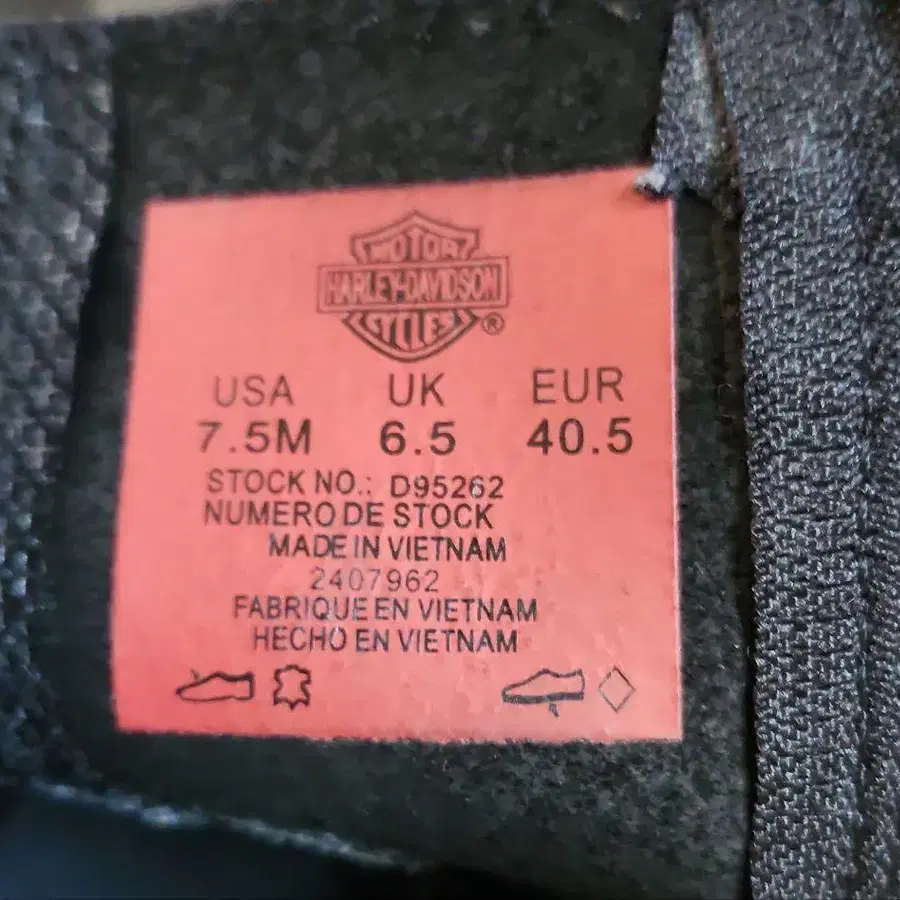 MOTOR
HARLEY-DAVIDSON
CYCLES ®
USA UK EUR
7.5M 6.5 40.5
STOCK NO.: D95262
NUMERO DE STOCK
MADE IN VIETNAM
2407962
FABRIQUE EN VIETNAM
HECHO EN VIETNAM